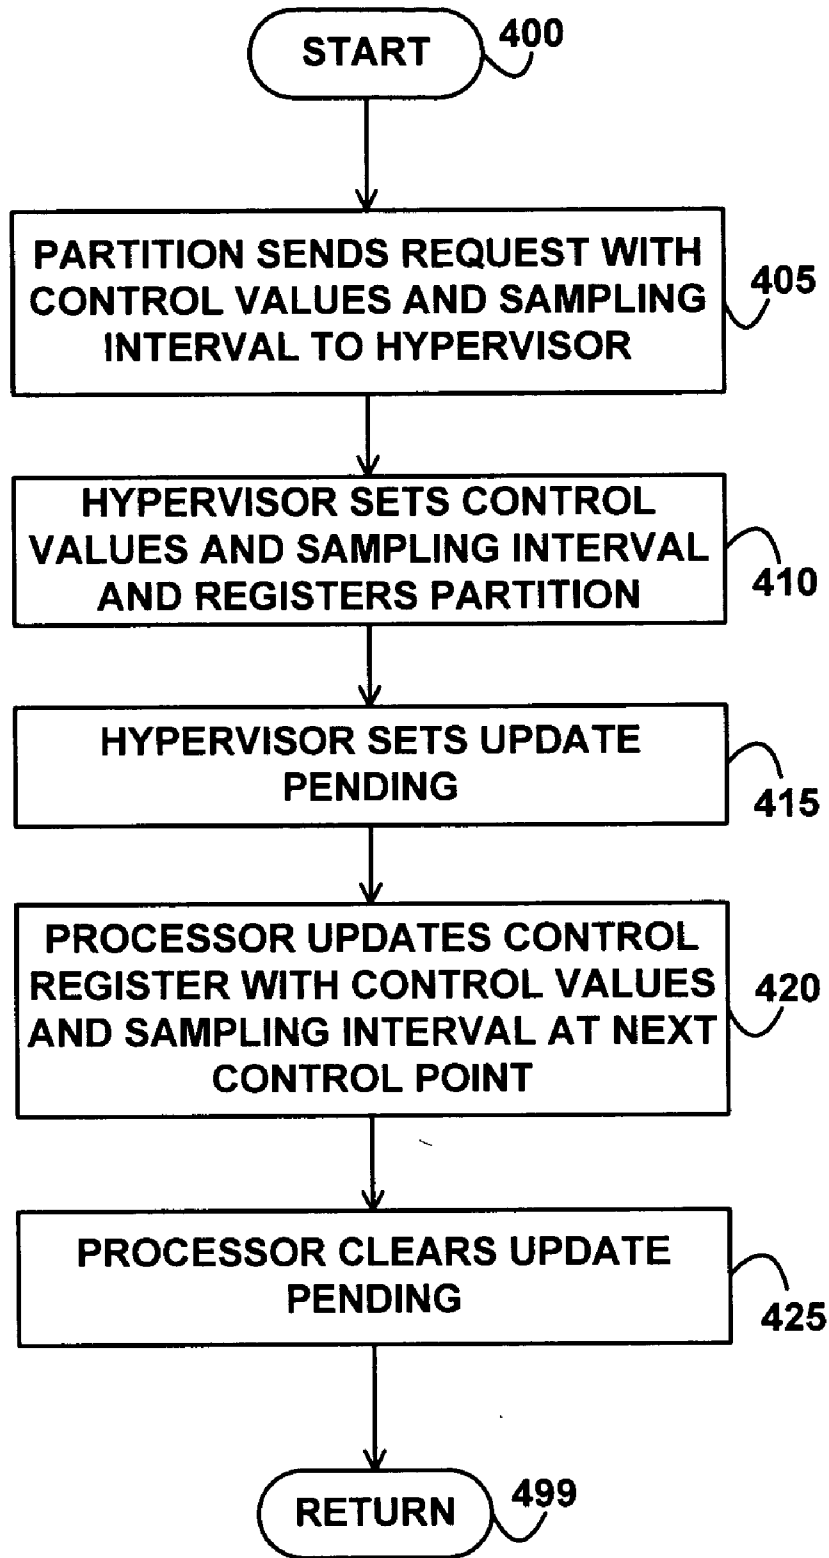 START
400
PARTITION SENDS REQUEST WITH
CONTROL VALUES AND SAMPLING
INTERVAL TO HYPERVISOR
405
HYPERVISOR SETS CONTROL
VALUES AND SAMPLING INTERVAL
AND REGISTERS PARTITION
410
HYPERVISOR SETS UPDATE
PENDING
415
PROCESSOR UPDATES CONTROL
REGISTER WITH CONTROL VALUES
AND SAMPLING INTERVAL AT NEXT
CONTROL POINT
420
PROCESSOR CLEARS UPDATE
PENDING
425
RETURN
499